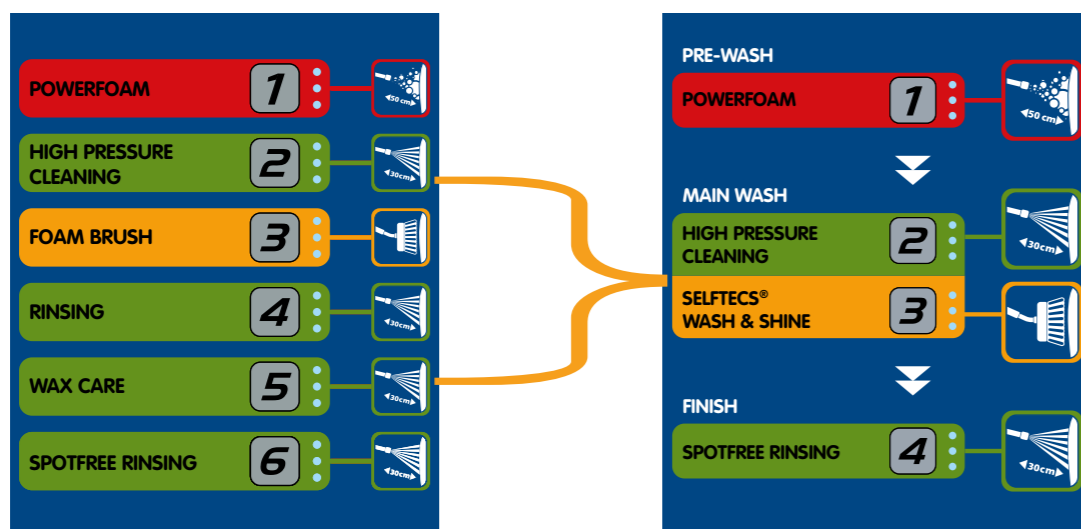 POWERFOAM
1
50 cm
HIGH PRESSURE
CLEANING
2
30cm
FOAM BRUSH
3
RINSING
4
30cm
WAX CARE
5
30cm
SPOTFREE RINSING
6
30cm
PRE-WASH
POWERFOAM
1
50 cm
MAIN WASH
HIGH PRESSURE
CLEANING
2
30cm
SELFTECS®
WASH & SHINE
3
FINISH
SPOTFREE RINSING
4
30cm